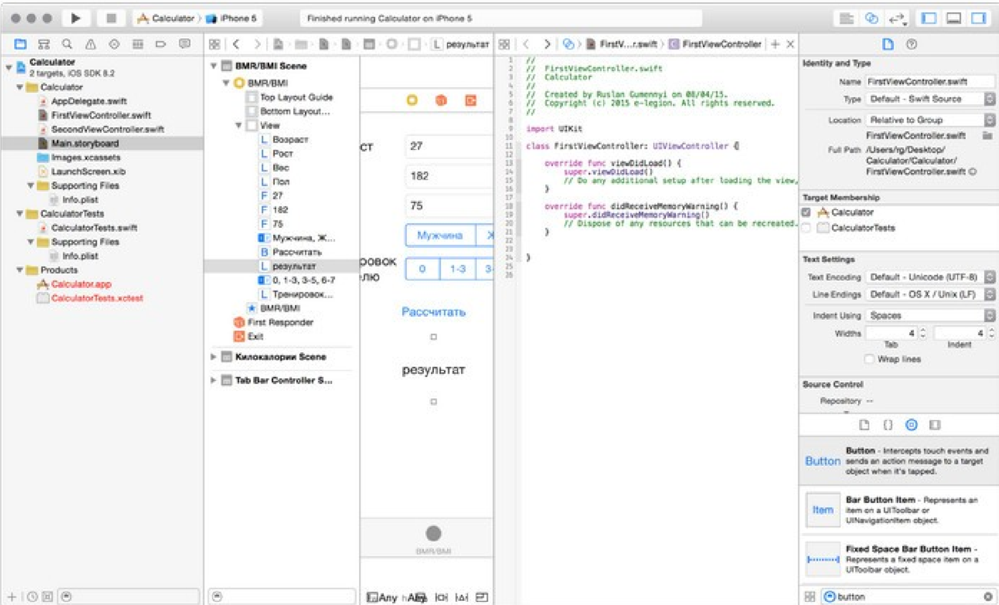 Calculator
iPhone 5
Finished running Calculator on iPhone 5
результат
FirstV...r.swift
FirstViewController
Calculator
2 targets, iOS SDK 8.2
Calculator
AppDelegate.swift
FirstViewController.swift
SecondViewController.swift
Main.storyboard
Images.xcassets
LaunchScreen.xib
Supporting Files
Info.plist
CalculatorTests
CalculatorTests.swift
Supporting Files
Info.plist
Products
Calculator.app
CalculatorTests.xctest
BMR/BMI Scene
BMR/BMI
Top Layout Guide
Bottom Layout...
View
L Возраст
L Рост
L Вес
L Пол
F 27
F 182
F 75
Мужчина, Ж...
B Рассчитать
L результат
0, 1-3, 3-5, 6-7
L Тренировок...
BMR/BMI
First Responder
Exit
Килокалории Scene
Tab Bar Controller S...
ст
27
182
75
Мужчина
Ж
ровок
лю
0
1-3
3-
Рассчитать
результат
BMR/BMI
Any
1 //
2 // FirstViewController.swift
3 // Calculator
4 //
5 // Created by Ruslan Gumennyi on 08/04/15.
6 // Copyright (c) 2015 e-legion. All rights reserved.
7 //
8
9 import UIKit
10
11 class FirstViewController: UIViewController {
12
13 override func viewDidLoad() {
14 super.viewDidLoad()
15 // Do any additional setup after loading the view,
16 }
17
18 override func didReceiveMemoryWarning() {
19 super.didReceiveMemoryWarning()
20 // Dispose of any resources that can be recreated.
21 }
22
23
24 }
25
26
Identity and Type
Name FirstViewController.swift
Type Default - Swift Source
Location Relative to Group
FirstViewController.swift
Full Path /Users/rg/Desktop/
Calculator/Calculator/
FirstViewController.swift
Target Membership
Calculator
CalculatorTests
Text Settings
Text Encoding Default - Unicode (UTF-8)
Line Endings Default - OS X / Unix (LF)
Indent Using Spaces
Widths 4 4
Tab Indent
Wrap lines
Source Control
Repository --
Button
Button - Intercepts touch events and
sends an action message to a target
object when it's tapped.
Item
Bar Button Item - Represents an
item on a UIToolbar or
UINavigationItem object.
Fixed Space Bar Button Item -
Represents a fixed space item on a
UIToolbar object.
button